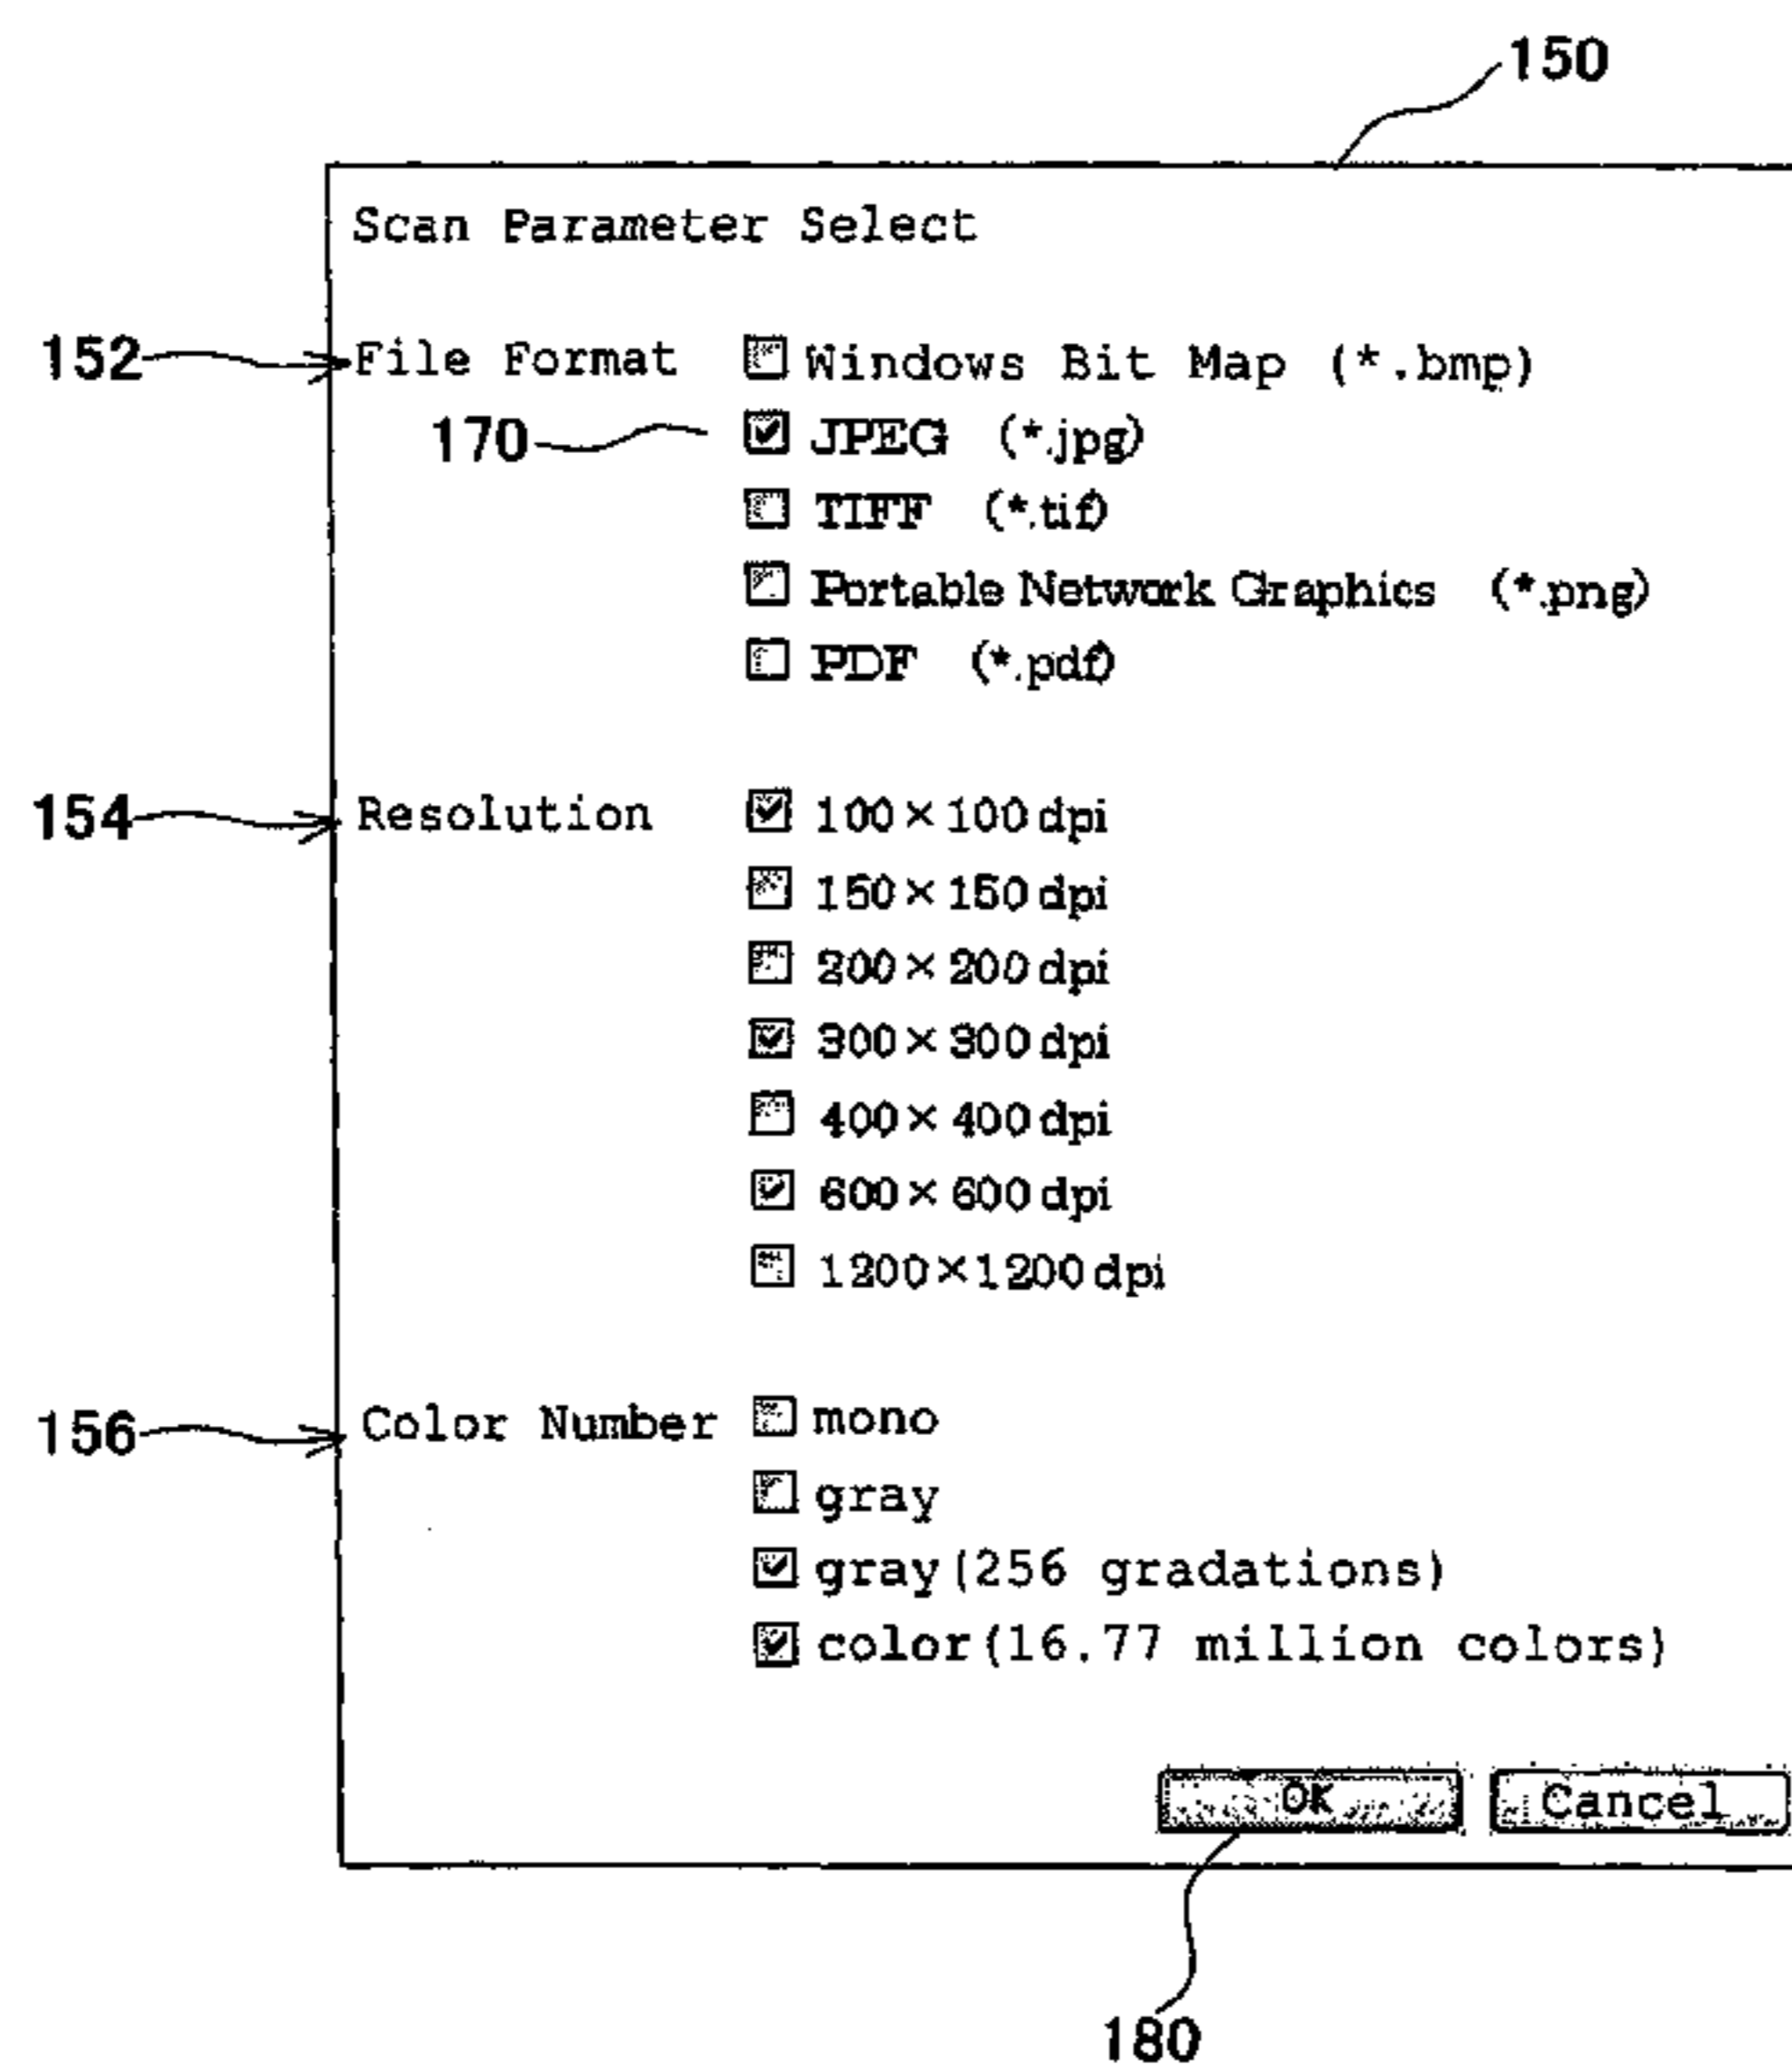 150
Scan Parameter Select
152 File Format Windows Bit Map (*.bmp)
170 JPEG (*.jpg)
TIFF (*.tif)
Portable Network Graphics (*.png)
PDF (*.pdf)
154 Resolution 100×100 dpi
150×150 dpi
200×200 dpi
300×300 dpi
400×400 dpi
600×600 dpi
1200×1200 dpi
156 Color Number mono
gray
gray(256 gradations)
color(16.77 million colors)
OK Cancel
180